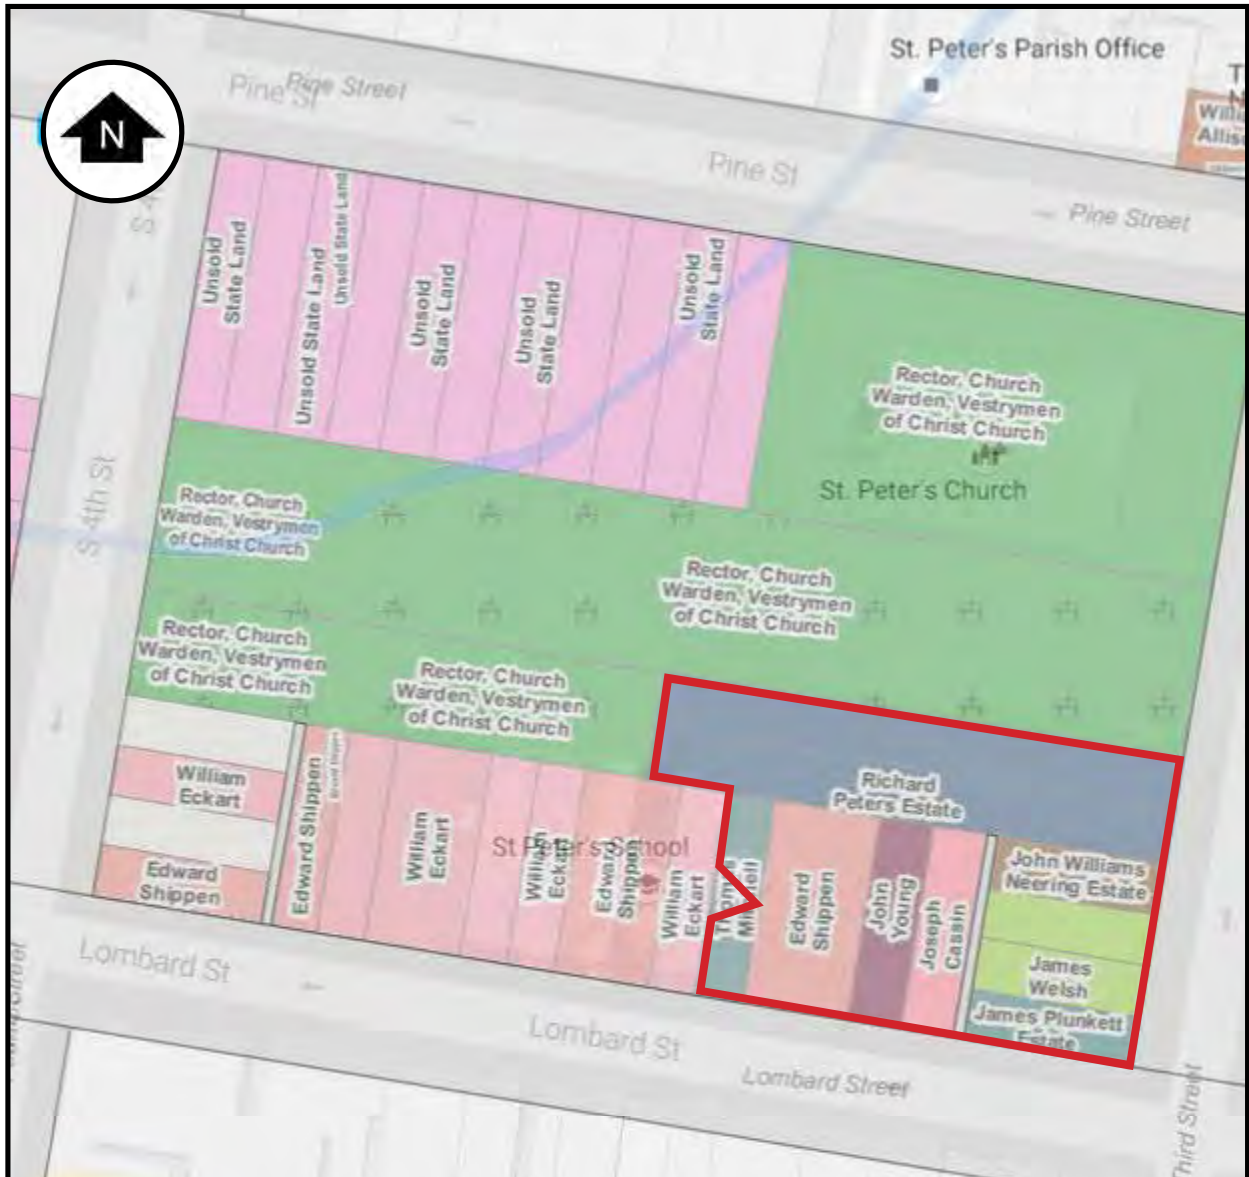 St. Peter's Parish Office
Pine St
Pine Street
N
Pine St
Pine Street
Unsold
State Land
Unsold State Land
Unsold State Land
Unsold
State Land
Unsold
State Land
Unsold
State Land
Rector, Church
Warden, Vestrymen
of Christ Church
St. Peter's Church
S 4th St
Rector, Church
Warden, Vestrymen
of Christ Church
Rector, Church
Warden, Vestrymen
of Christ Church
Rector, Church
Warden, Vestrymen
of Christ Church
Rector, Church
Warden, Vestrymen
of Christ Church
William
Eckart
Edward
Shippen
Edward Shippen
William
Eckart
St Peter's School
William
Eckart
Edward
Shippen
William
Eckart
Richard
Peters Estate
Edward
Shippen
John
Young
Joseph
Cassin
John Williams
Neering Estate
James
Welsh
James Plunkett
Estate
Lombard St
Lombard St
Lombard Street
Third Street